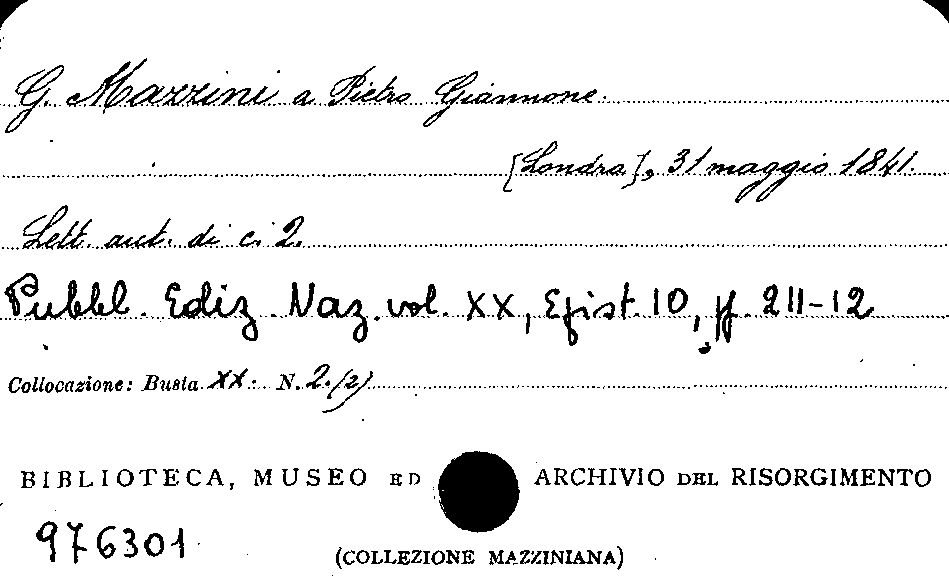 G. Mazzini a Pietro Giannone.
[Londra], 31 maggio 1841.
Lett. aut. di c. 2.
Pubbl. Ediz. Naz. vol. XX, Epist. 10, pp. 211-12
Collocazione: Busta XX. N. 2.(2)
BIBLIOTECA, MUSEO ED ARCHIVIO DEL RISORGIMENTO
976301
(COLLEZIONE MAZZINIANA)